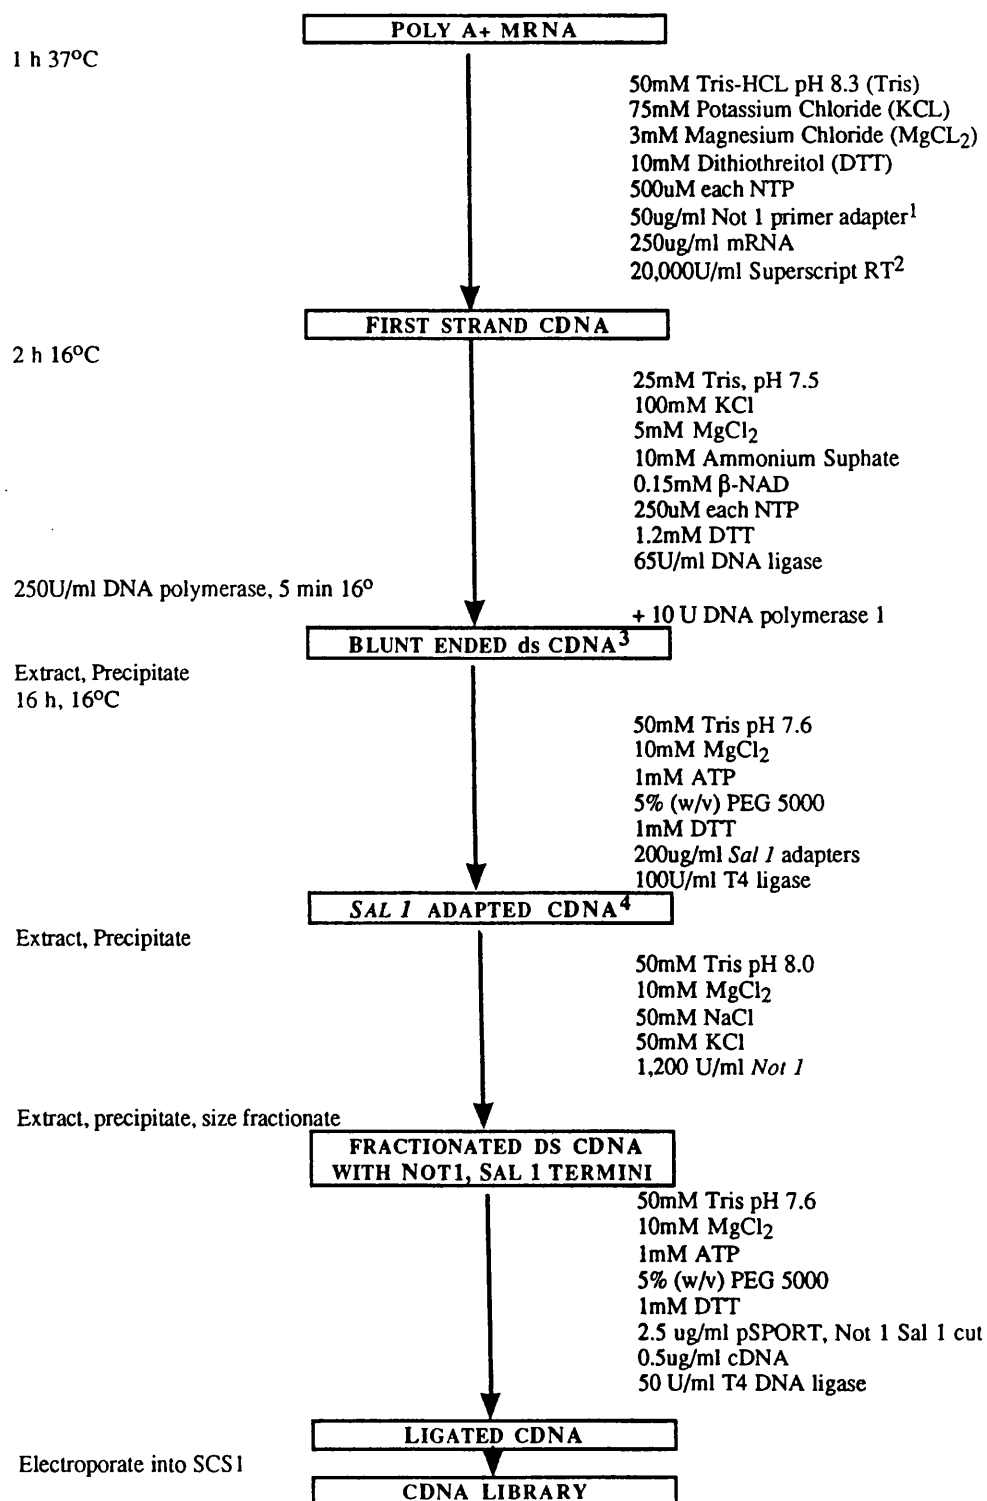 POLY A+ MRNA
1 h 37°C
50mM Tris-HCL pH 8.3 (Tris)
75mM Potassium Chloride (KCL)
3mM Magnesium Chloride (MgCL2)
10mM Dithiothreitol (DTT)
500uM each NTP
50ug/ml Not 1 primer adapter1
250ug/ml mRNA
20,000U/ml Superscript RT2
FIRST STRAND CDNA
2 h 16°C
25mM Tris, pH 7.5
100mM KCl
5mM MgCl2
10mM Ammonium Suphate
0.15mM β-NAD
250uM each NTP
1.2mM DTT
65U/ml DNA ligase
250U/ml DNA polymerase, 5 min 16°
+ 10 U DNA polymerase 1
BLUNT ENDED ds CDNA3
Extract, Precipitate
16 h, 16°C
50mM Tris pH 7.6
10mM MgCl2
1mM ATP
5% (w/v) PEG 5000
1mM DTT
200ug/ml Sal 1 adapters
100U/ml T4 ligase
SAL 1 ADAPTED CDNA4
Extract, Precipitate
50mM Tris pH 8.0
10mM MgCl2
50mM NaCl
50mM KCl
1,200 U/ml Not 1
Extract, precipitate, size fractionate
FRACTIONATED DS CDNA
WITH NOT1, SAL 1 TERMINI
50mM Tris pH 7.6
10mM MgCl2
1mM ATP
5% (w/v) PEG 5000
1mM DTT
2.5 ug/ml pSPORT, Not 1 Sal 1 cut
0.5ug/ml cDNA
50 U/ml T4 DNA ligase
LIGATED CDNA
Electroporate into SCS1
CDNA LIBRARY